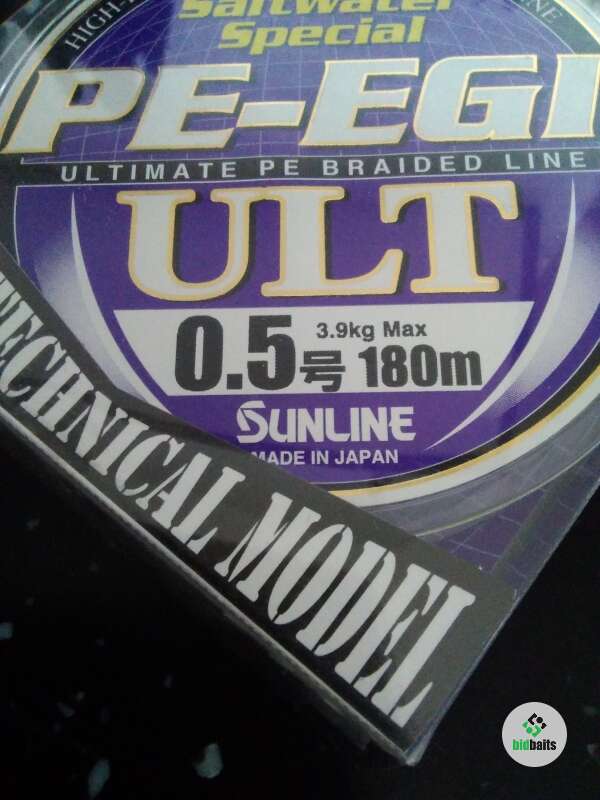 Saltwater
Special
PE-EGI
ULTIMATE PE BRAIDED LINE
ULT
0.5号 3.9kg Max 180m
SUNLINE
MADE IN JAPAN
TECHNICAL MODEL
bidbaits